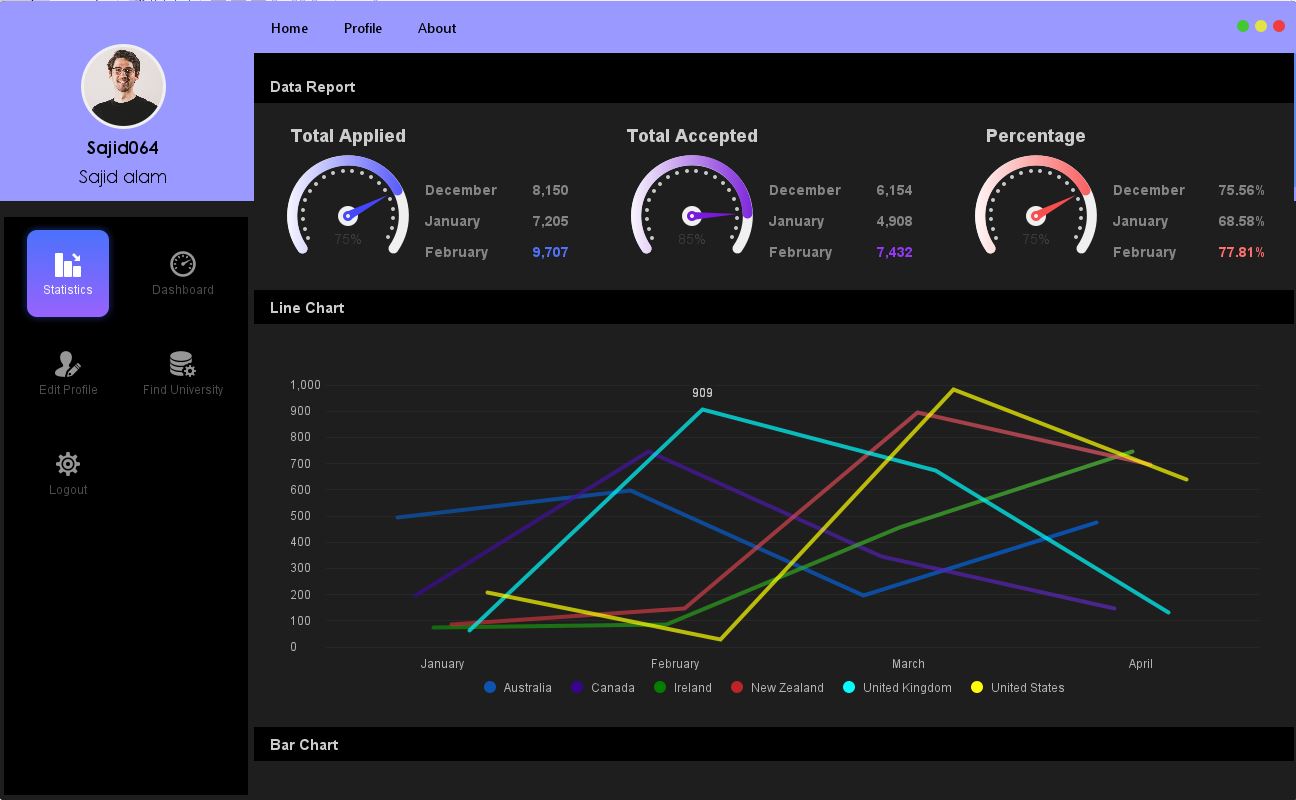 Home Profile About
Sajid064
Sajid alam
Statistics
Dashboard
Edit Profile
Find University
Logout
Data Report
Total Applied
75%
December 8,150
January 7,205
February 9,707
Total Accepted
85%
December 6,154
January 4,908
February 7,432
Percentage
75%
December 75.56%
January 68.58%
February 77.81%
Line Chart
1,000
900
800
700
600
500
400
300
200
100
0
909
January February March April
Australia Canada Ireland New Zealand United Kingdom United States
Bar Chart